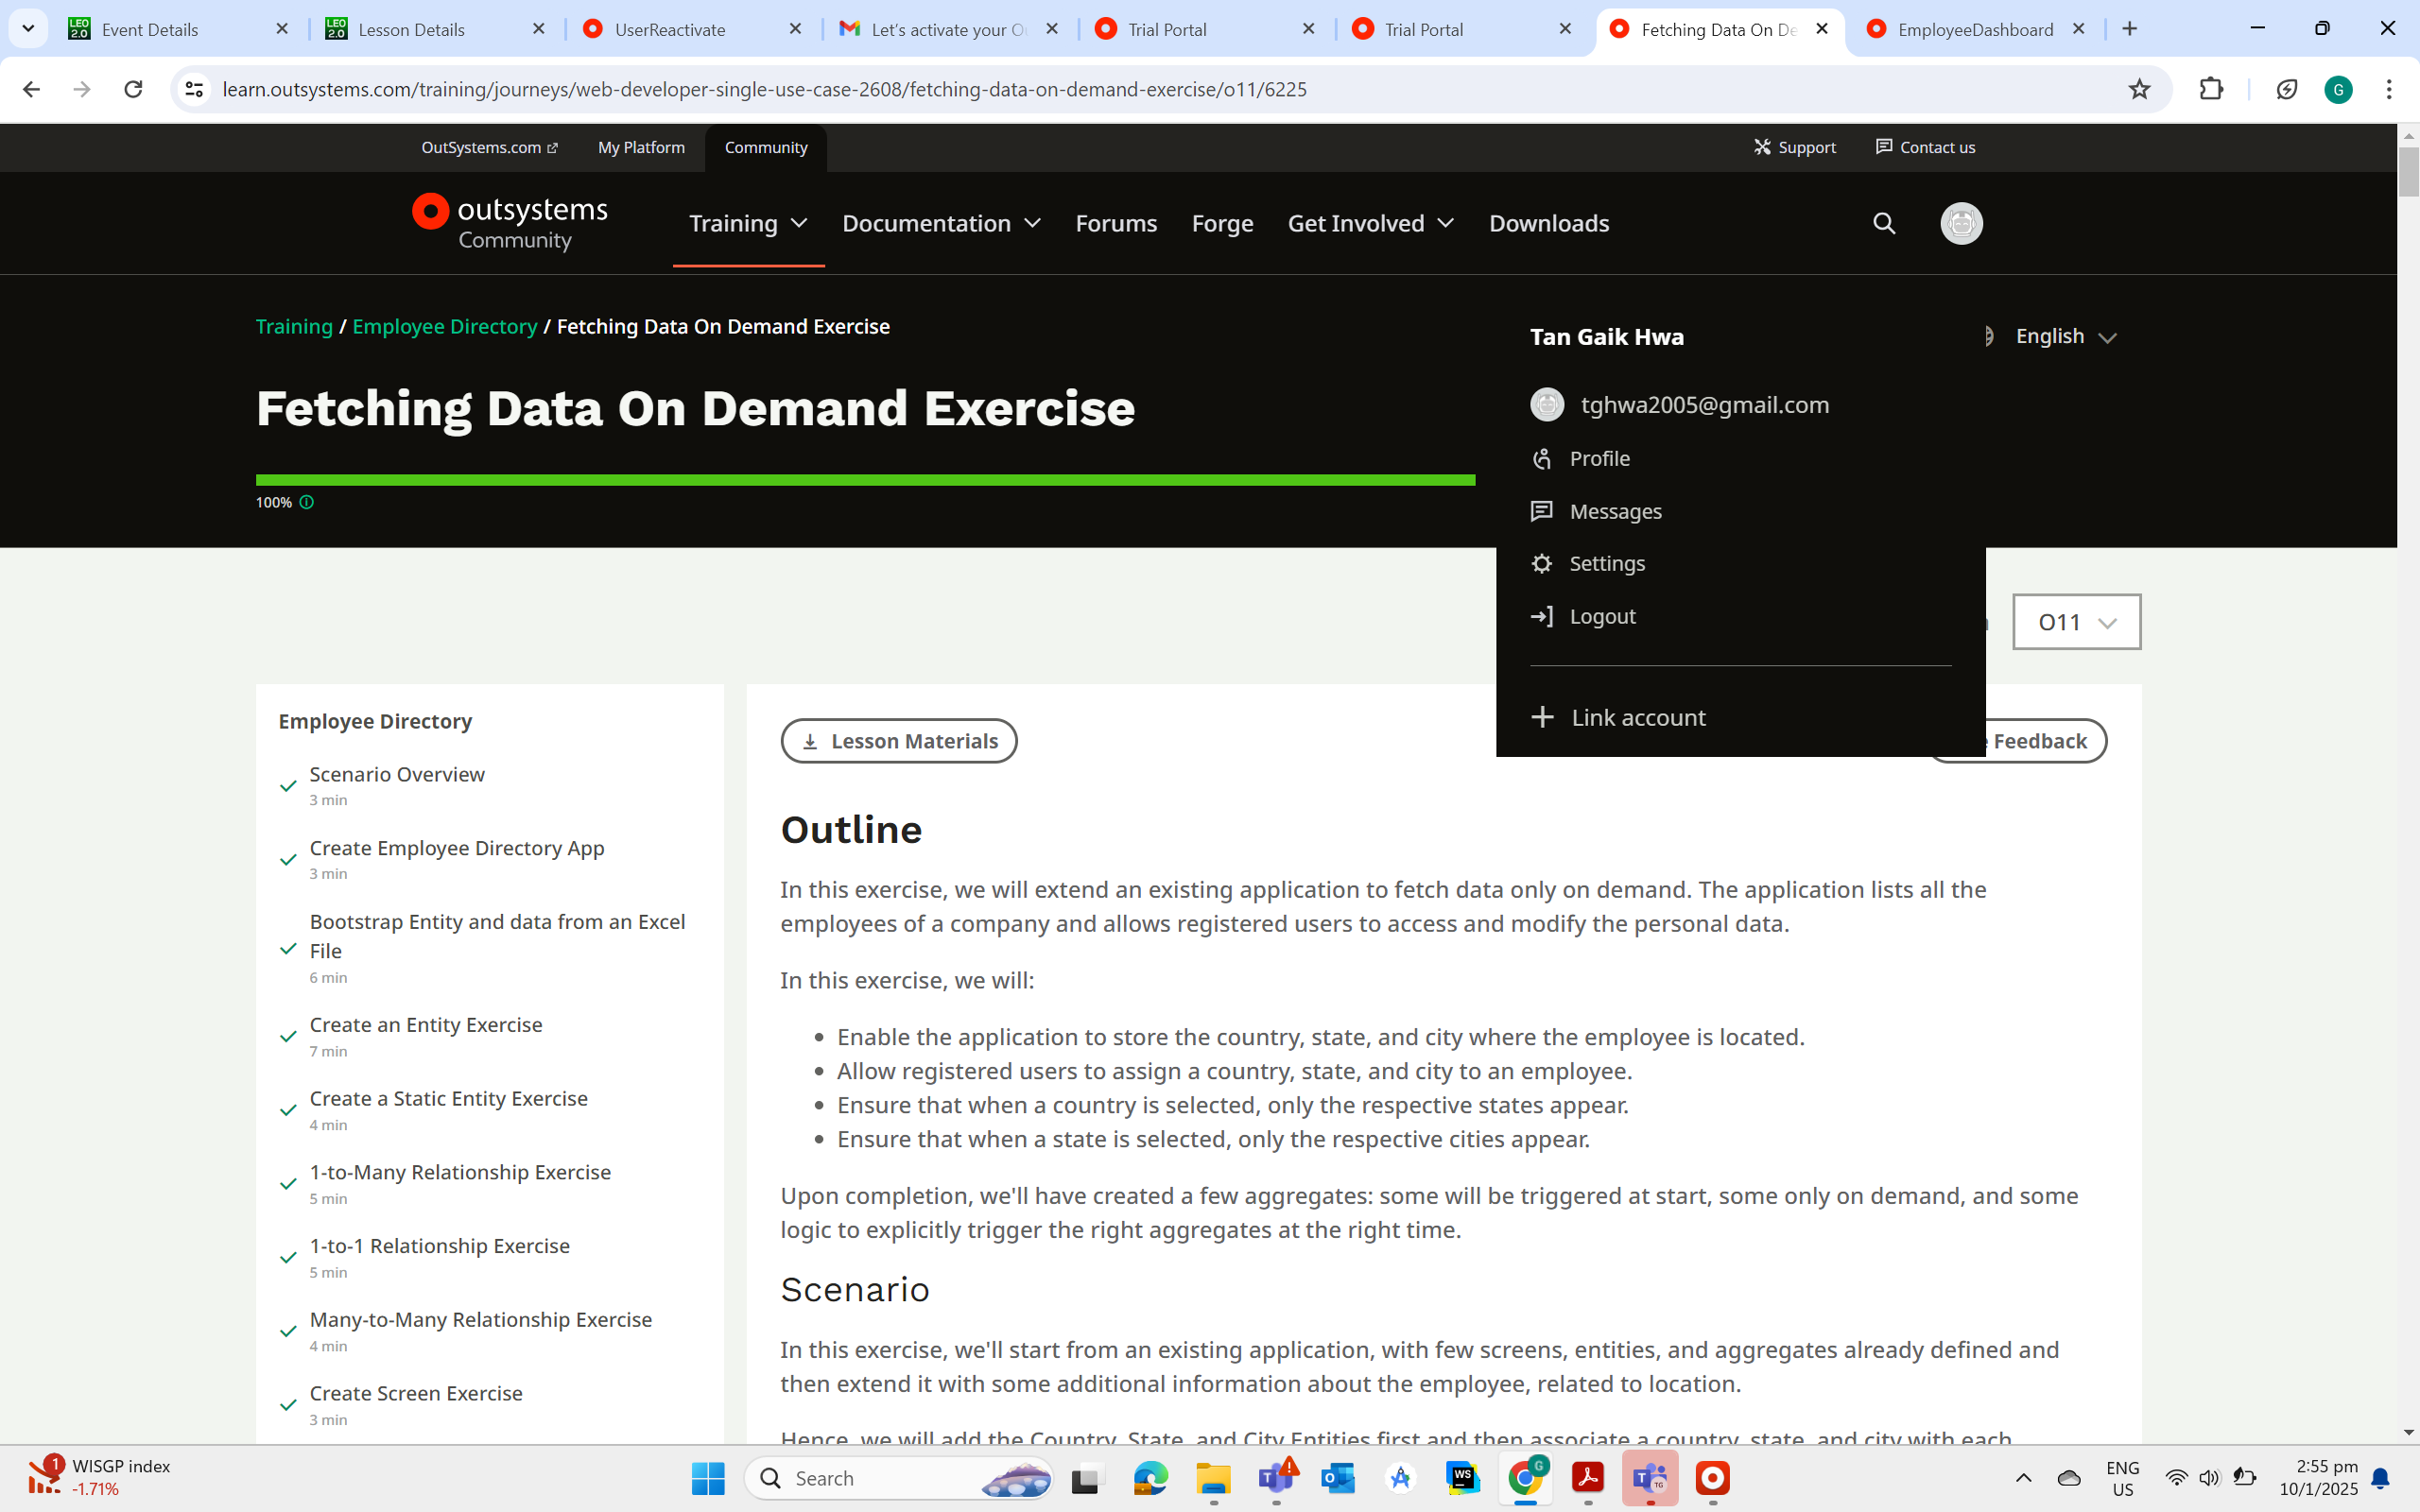 Event Details
Lesson Details
UserReactivate
Let's activate your O
Trial Portal
Trial Portal
Fetching Data On De
EmployeeDashboard
learn.outsystems.com/training/journeys/web-developer-single-use-case-2608/fetching-data-on-demand-exercise/o11/6225
G
OutSystems.com
My Platform
Community
Support
Contact us
outsystems
Community
Training
Documentation
Forums
Forge
Get Involved
Downloads
Training / Employee Directory / Fetching Data On Demand Exercise
Tan Gaik Hwa
English
Fetching Data On Demand Exercise
tghwa2005@gmail.com
Profile
100%
Messages
Settings
Logout
O11
Link account
Employee Directory
Lesson Materials
Feedback
Scenario Overview
3 min
Create Employee Directory App
3 min
Bootstrap Entity and data from an Excel
File
6 min
Create an Entity Exercise
7 min
Create a Static Entity Exercise
4 min
1-to-Many Relationship Exercise
5 min
1-to-1 Relationship Exercise
5 min
Many-to-Many Relationship Exercise
4 min
Create Screen Exercise
3 min
Outline
In this exercise, we will extend an existing application to fetch data only on demand. The application lists all the
employees of a company and allows registered users to access and modify the personal data.
In this exercise, we will:
Enable the application to store the country, state, and city where the employee is located.
Allow registered users to assign a country, state, and city to an employee.
Ensure that when a country is selected, only the respective states appear.
Ensure that when a state is selected, only the respective cities appear.
Upon completion, we'll have created a few aggregates: some will be triggered at start, some only on demand, and some
logic to explicitly trigger the right aggregates at the right time.
Scenario
In this exercise, we'll start from an existing application, with few screens, entities, and aggregates already defined and
then extend it with some additional information about the employee, related to location.
Hence, we will add the Country, State, and City Entities first and then associate a country, state, and city with each
1
WISGP index
-1.71%
Search
ENG
US
2:55 pm
10/1/2025